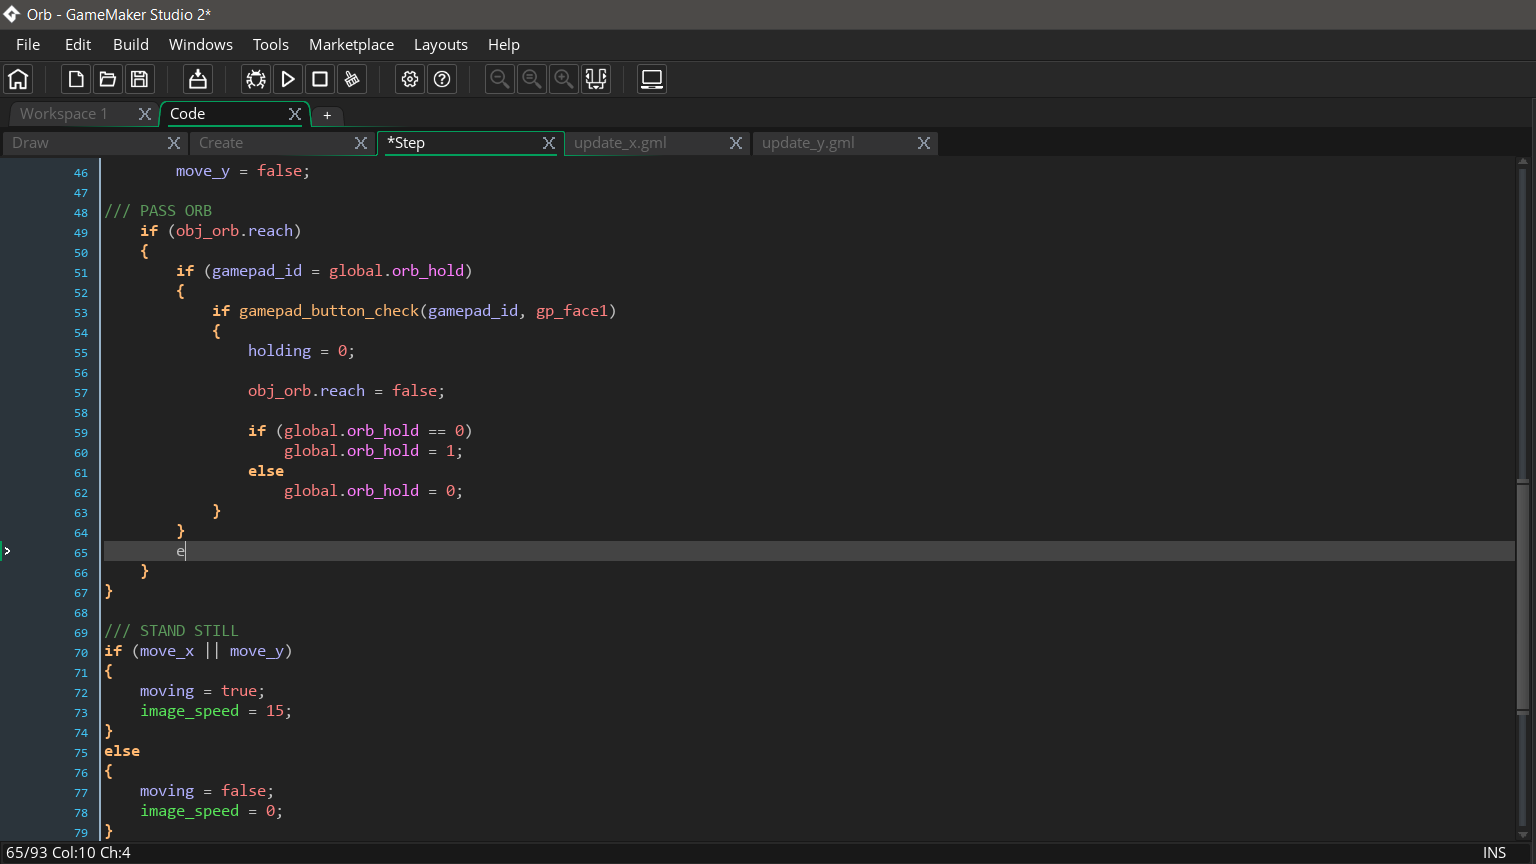 Orb - GameMaker Studio 2*
File Edit Build Windows Tools Marketplace Layouts Help
Workspace 1 Code +
Draw Create *Step update_x.gml update_y.gml
46 move_y = false;
47
48 /// PASS ORB
49 if (obj_orb.reach)
50 {
51 if (gamepad_id = global.orb_hold)
52 {
53 if gamepad_button_check(gamepad_id, gp_face1)
54 {
55 holding = 0;
56
57 obj_orb.reach = false;
58
59 if (global.orb_hold == 0)
60 global.orb_hold = 1;
61 else
62 global.orb_hold = 0;
63 }
64 }
65 e
66 }
67 }
68
69 /// STAND STILL
70 if (move_x || move_y)
71 {
72 moving = true;
73 image_speed = 15;
74 }
75 else
76 {
77 moving = false;
78 image_speed = 0;
79 }
65/93 Col:10 Ch:4 INS